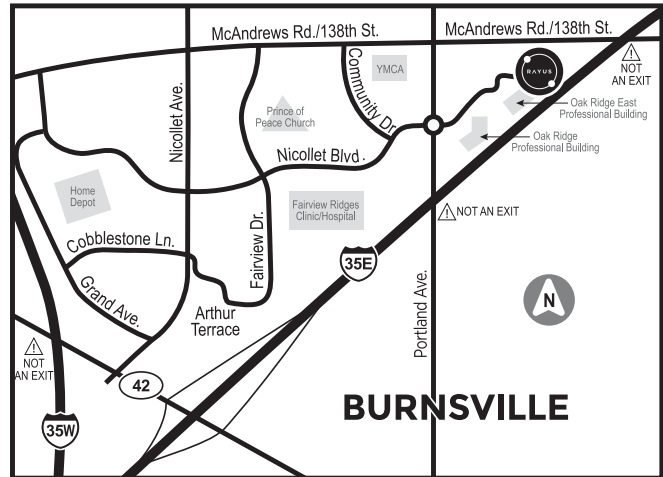 McAndrews Rd./138th St.
McAndrews Rd./138th St.
NOT
AN EXIT
Community Dr.
YMCA
RAYUS
Oak Ridge East
Professional Building
Nicollet Ave.
Prince of
Peace Church
Oak Ridge
Professional Building
Nicollet Blvd.
Home
Depot
Fairview Ridges
Clinic/Hospital
NOT AN EXIT
Fairview Dr.
Cobblestone Ln.
35E
Grand Ave.
Arthur
Terrace
Portland Ave.
N
NOT
AN EXIT
42
BURNSVILLE
35W